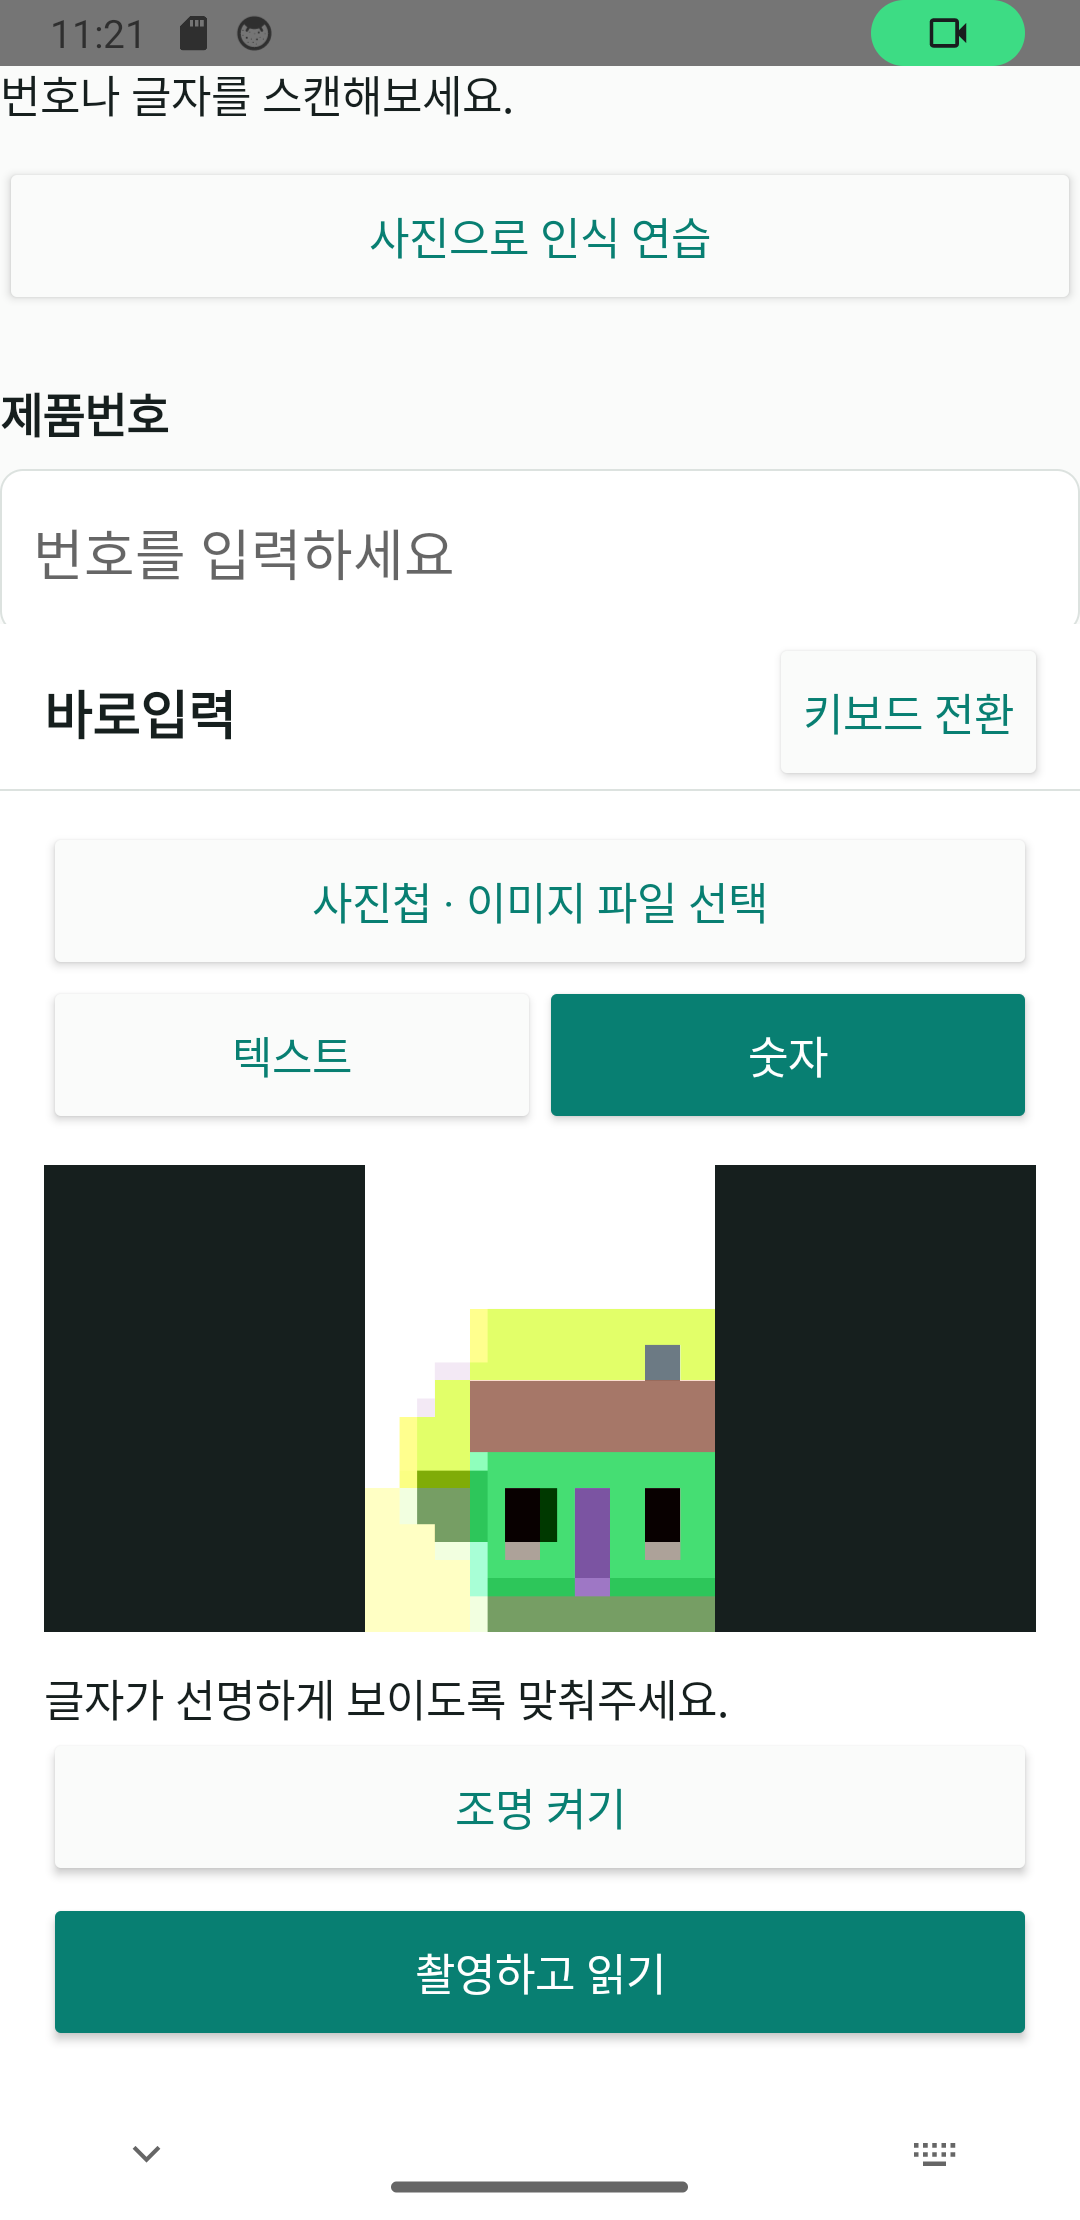 11:21
번호나 글자를 스캔해보세요.
사진으로 인식 연습
제품번호
번호를 입력하세요
바로입력
키보드 전환
사진첩 · 이미지 파일 선택
텍스트
숫자
글자가 선명하게 보이도록 맞춰주세요.
조명 켜기
촬영하고 읽기